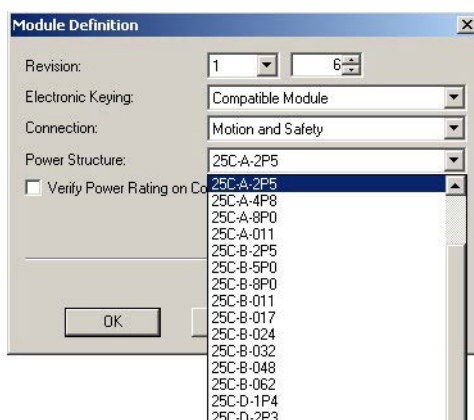 Module Definition
Revision: 1 6
Electronic Keying: Compatible Module
Connection: Motion and Safety
Power Structure: 25C-A-2P5
Verify Power Rating on Co
25C-A-2P5
25C-A-4P8
25C-A-8P0
25C-A-011
25C-B-2P5
25C-B-5P0
25C-B-8P0
25C-B-011
25C-B-017
25C-B-024
25C-B-032
25C-B-048
25C-B-062
25C-D-1P4
25C-D-2P3
OK